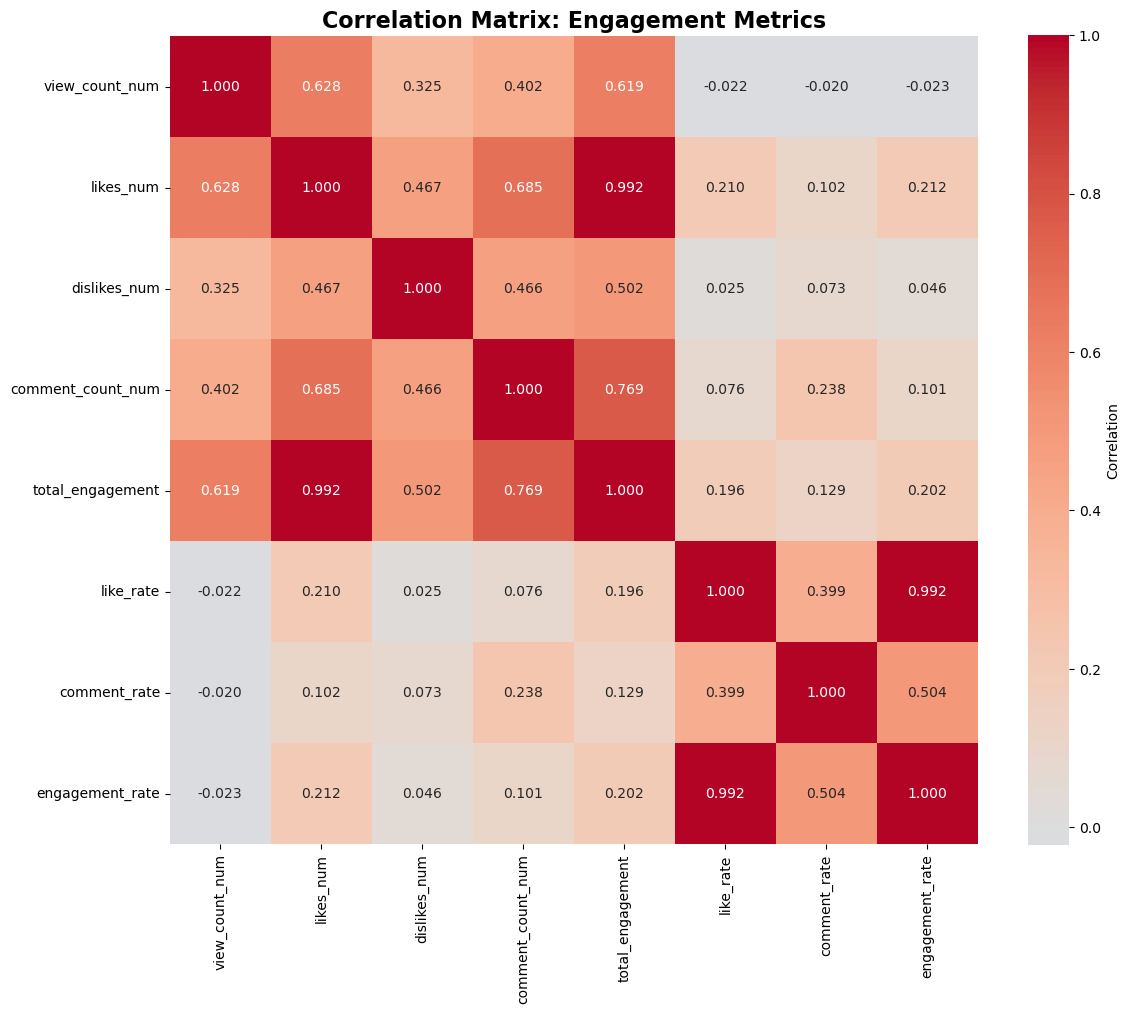 Correlation Matrix: Engagement Metrics
view_count_num 1.000 0.628 0.325 0.402 0.619 -0.022 -0.020 -0.023
likes_num 0.628 1.000 0.467 0.685 0.992 0.210 0.102 0.212
dislikes_num 0.325 0.467 1.000 0.466 0.502 0.025 0.073 0.046
comment_count_num 0.402 0.685 0.466 1.000 0.769 0.076 0.238 0.101
total_engagement 0.619 0.992 0.502 0.769 1.000 0.196 0.129 0.202
like_rate -0.022 0.210 0.025 0.076 0.196 1.000 0.399 0.992
comment_rate -0.020 0.102 0.073 0.238 0.129 0.399 1.000 0.504
engagement_rate -0.023 0.212 0.046 0.101 0.202 0.992 0.504 1.000
view_count_num
likes_num
dislikes_num
comment_count_num
total_engagement
like_rate
comment_rate
engagement_rate
1.0
0.8
0.6
0.4
0.2
0.0
Correlation